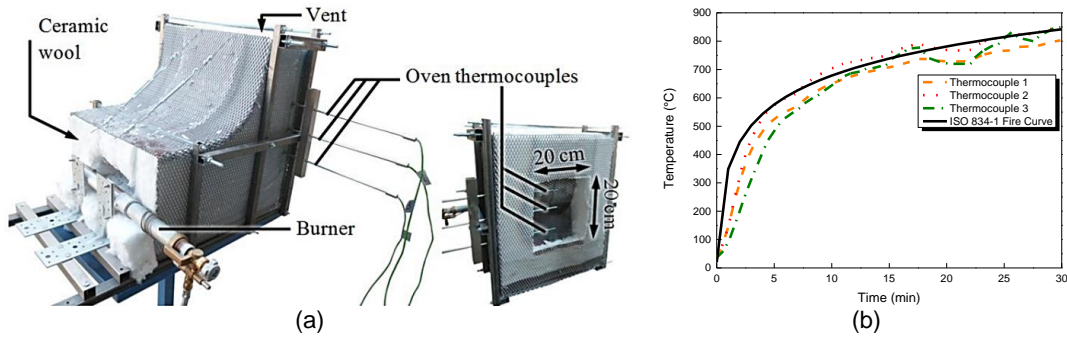 Ceramic
wool
Vent
Oven thermocouples
20 cm
20 cm
Burner
(a)
900
800
700
600
500
400
300
200
100
0
Temperature (°C)
Thermocouple 1
Thermocouple 2
Thermocouple 3
ISO 834-1 Fire Curve
0 5 10 15 20 25 30
Time (min)
(b)